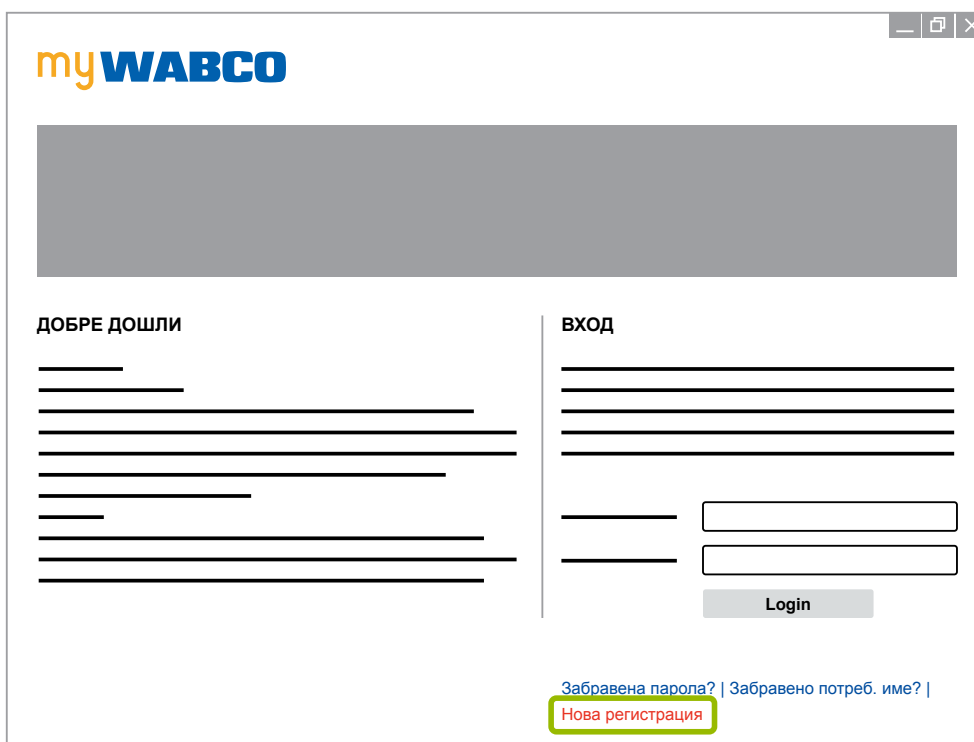 myWABCO
ДОБРЕ ДОШЛИ
ВХОД
Login
Забравена парола? | Забравено потреб. име? |
Нова регистрация